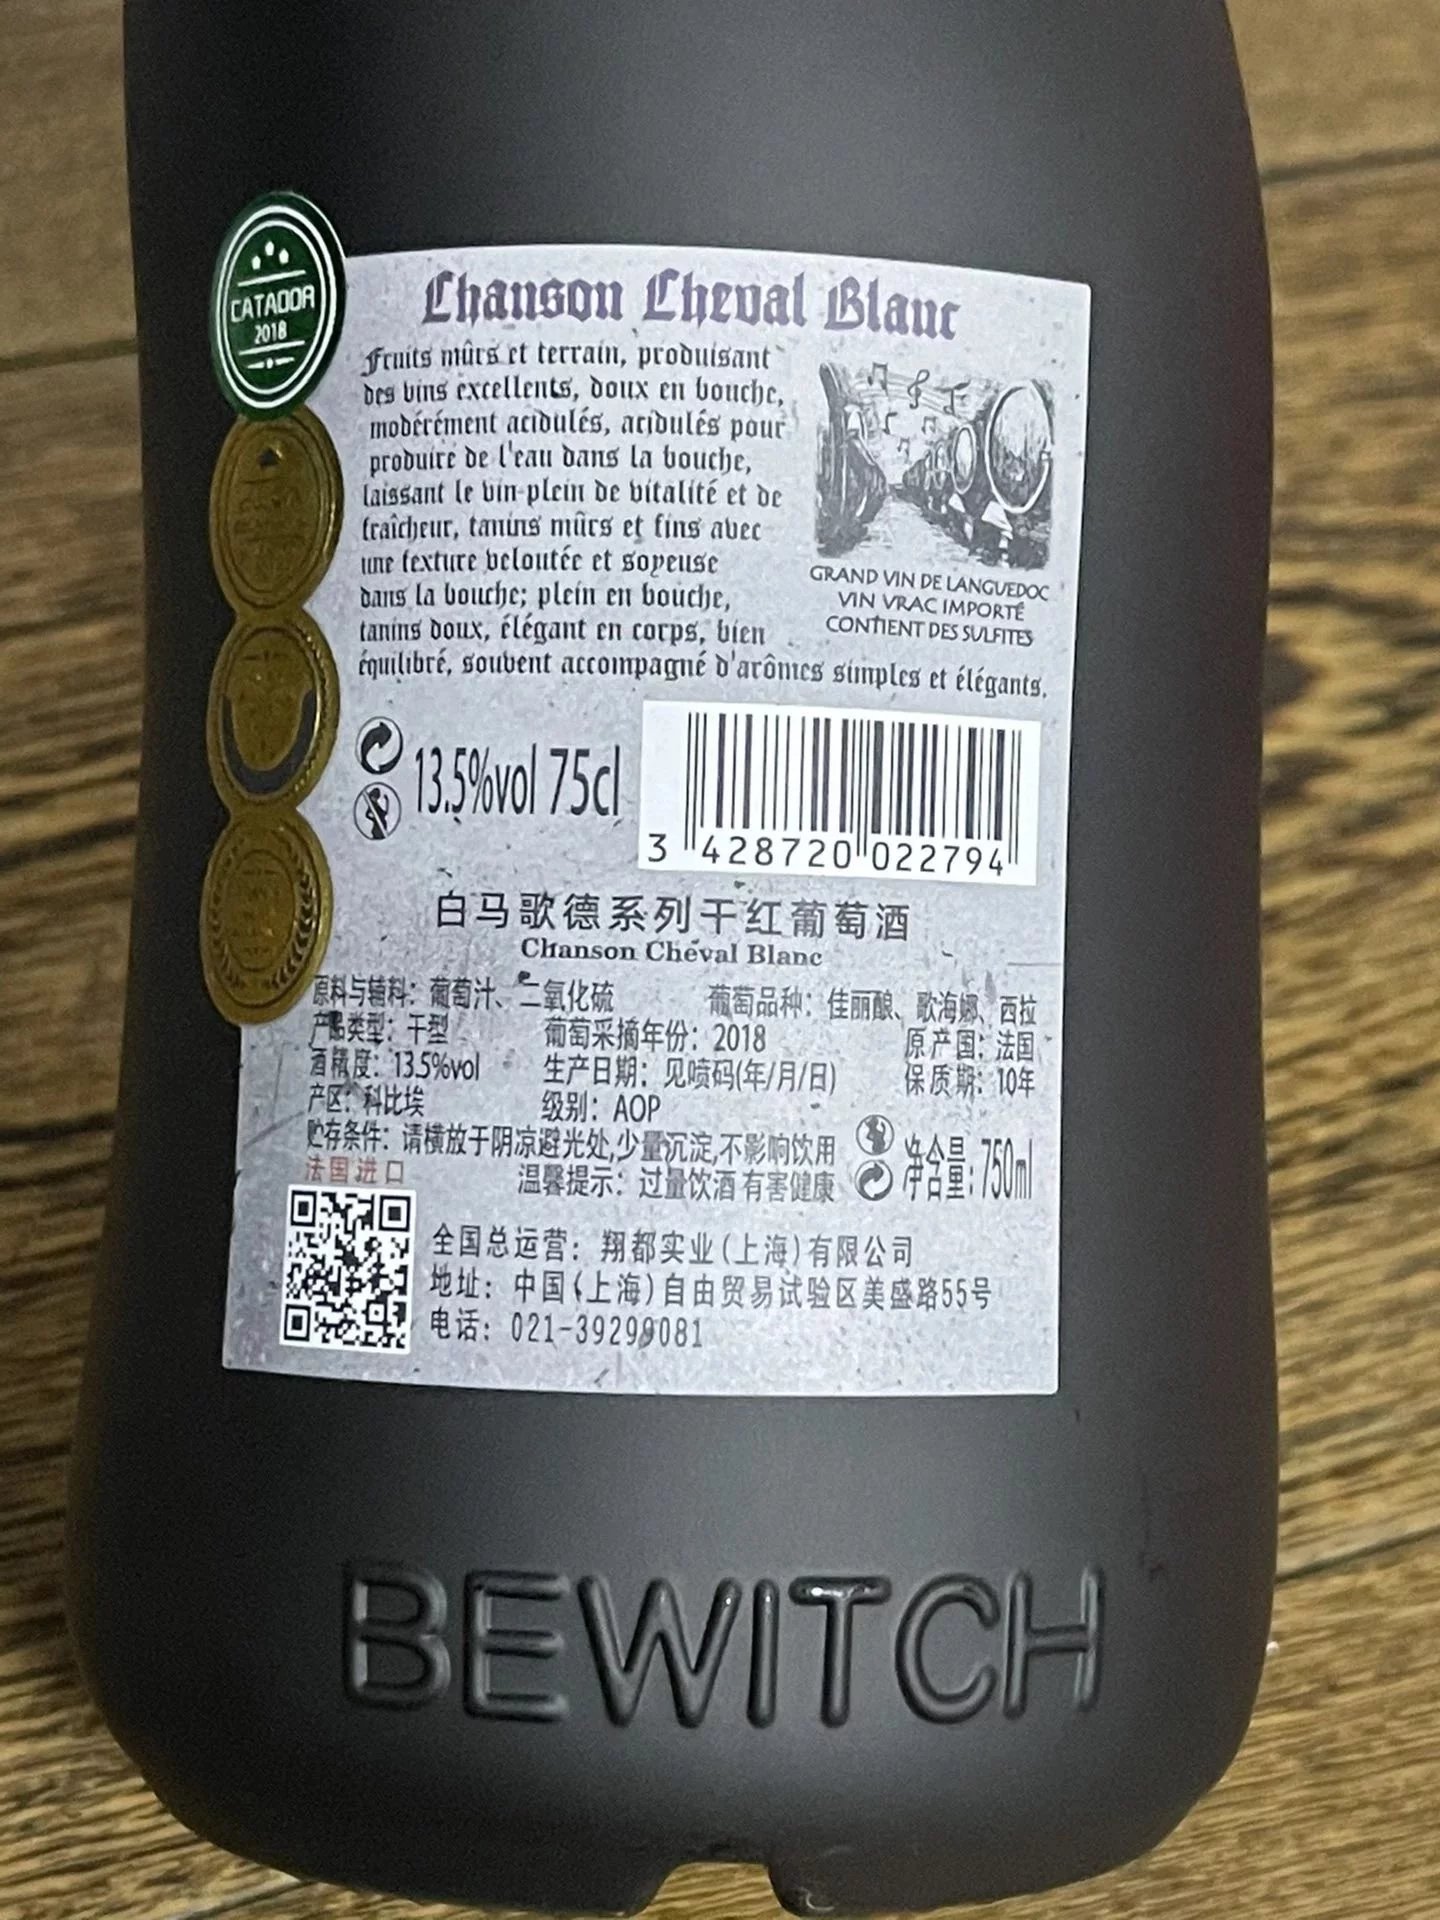 CATADOR
2018
Chanson Cheval Blanc
Fruits mûrs et terrain, produisant
des vins excellents, doux en bouche,
modérément acidulés, acidulés pour
produire de l'eau dans la bouche,
laissant le vin plein de vitalité et de
fraîcheur, tanins mûrs et fins avec
une texture veloutée et soyeuse
dans la bouche; plein en bouche,
tanins doux, élégant en corps, bien
équilibré, souvent accompagné d'arômes simples et élégants.
GRAND VIN DE LANGUEDOC
VIN VRAC IMPORTÉ
CONTIENT DES SULFITES
13.5%vol 75cl
3 428720 022794
白马歌德系列干红葡萄酒
Chanson Cheval Blanc
原料与辅料：葡萄汁、二氧化硫 葡萄品种：佳丽酿、歌海娜、西拉
产品类型：干型 葡萄采摘年份：2018 原产国：法国
酒精度：13.5%vol 生产日期：见喷码(年/月/日) 保质期：10年
产区：科比埃 级别：AOP
贮存条件：请横放于阴凉避光处,少量沉淀,不影响饮用
净含量：750ml
法国进口 温馨提示：过量饮酒 有害健康
全国总运营：翔都实业(上海)有限公司
地址：中国(上海)自由贸易试验区美盛路55号
电话：021-39299081
BEWITCH